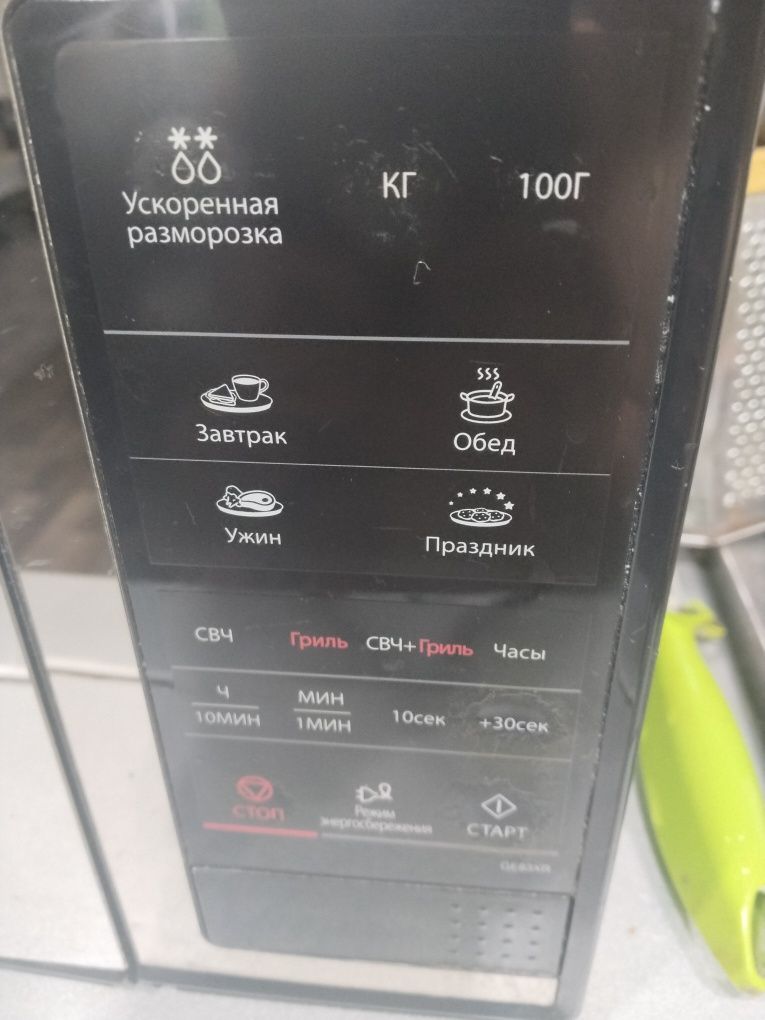 Ускоренная
разморозка
КГ
100Г
Завтрак
Обед
Ужин
Праздник
СВЧ
Гриль
СВЧ+Гриль
Часы
Ч
10МИН
МИН
1МИН
10сек
+30сек
СТОП
Режим
энергосбережения
СТАРТ